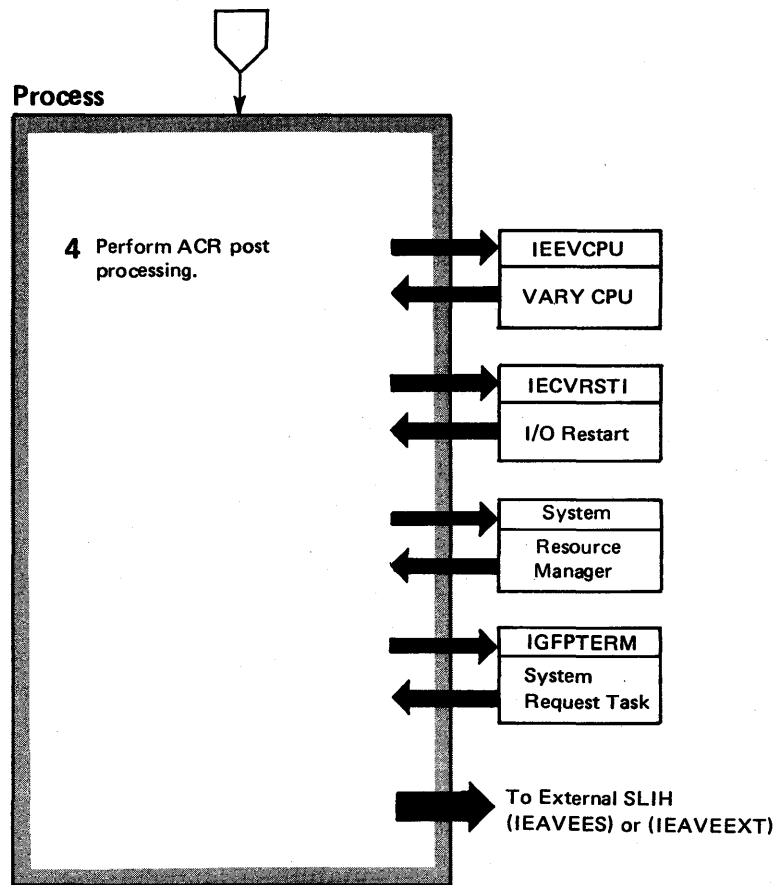 Process
4 Perform ACR post
processing.
IEEVCPU
VARY CPU
IECVRSTI
I/O Restart
System
Resource
Manager
IGFPTERM
System
Request Task
To External SLIH
(IEAVEES) or (IEAVEEXT)